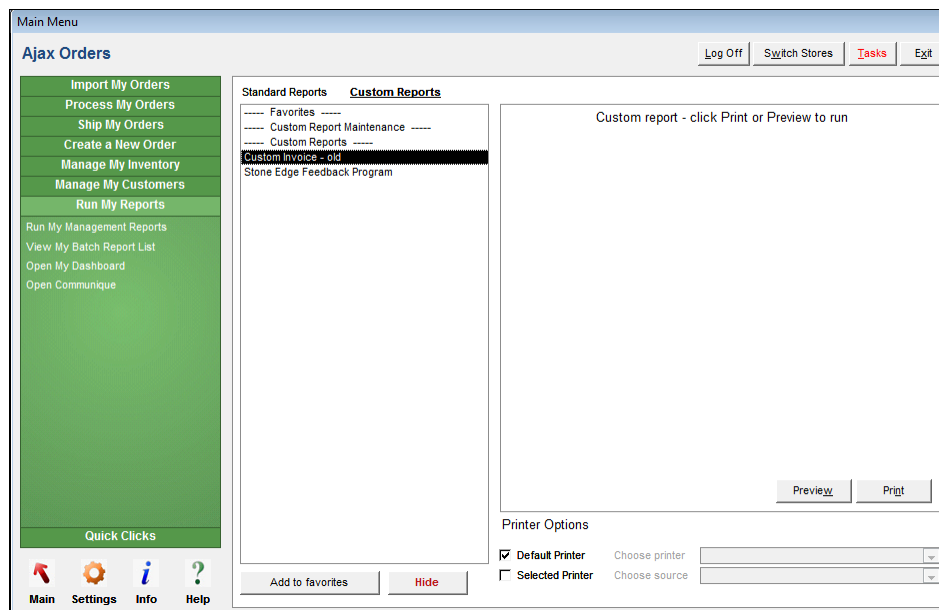 Main Menu
Ajax Orders
Log Off
Switch Stores
Tasks
Exit
Import My Orders
Process My Orders
Ship My Orders
Create a New Order
Manage My Inventory
Manage My Customers
Run My Reports
Run My Management Reports
View My Batch Report List
Open My Dashboard
Open Communique
Quick Clicks
Main
Settings
Info
Help
Standard Reports
Custom Reports
----- Favorites -----
----- Custom Report Maintenance -----
----- Custom Reports -----
Custom Invoice - old
Stone Edge Feedback Program
Add to favorites
Hide
Custom report - click Print or Preview to run
Preview
Print
Printer Options
Default Printer
Choose printer
Selected Printer
Choose source